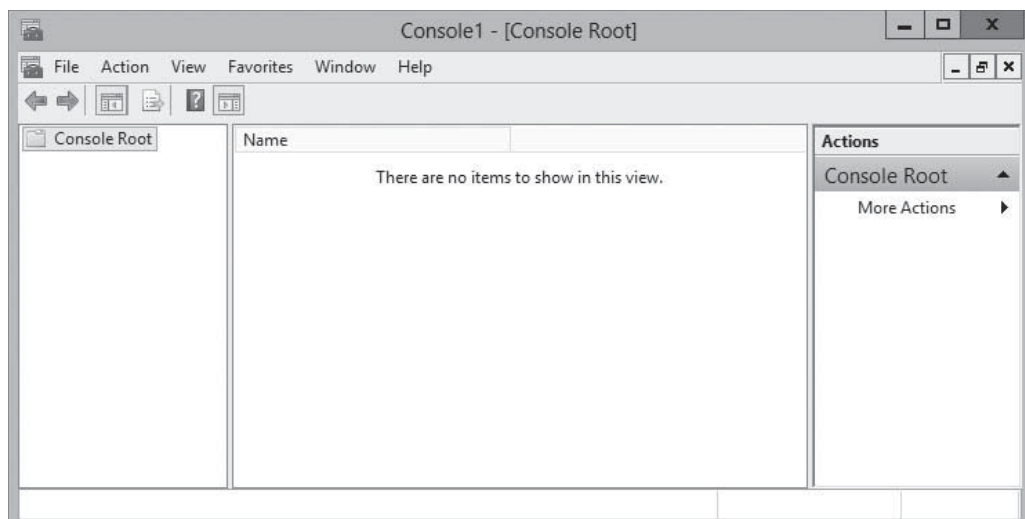 Console1 - [Console Root]
File Action View Favorites Window Help
Console Root
Name
There are no items to show in this view.
Actions
Console Root
More Actions